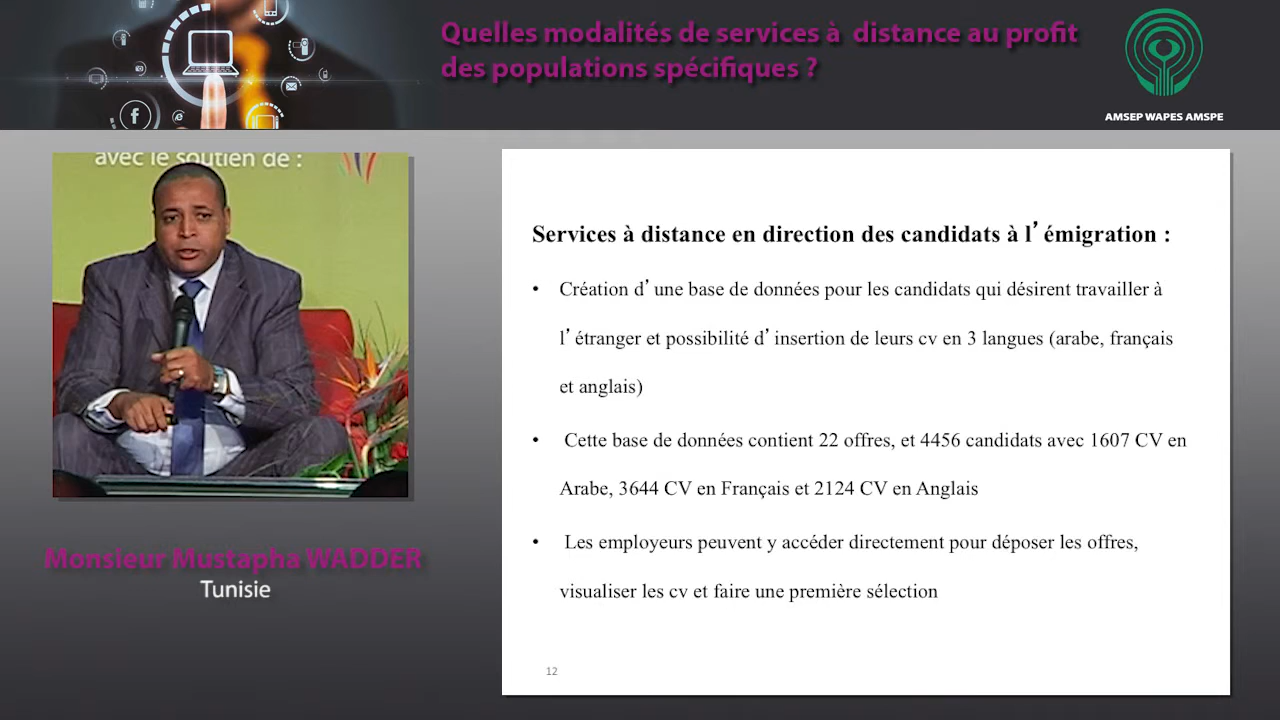 Quelles modalités de services à distance au profit
des populations spécifiques ?
AMSEP WAPES AMSPE
avec le soutien de :
Monsieur Mustapha WADDER
Tunisie
Services à distance en direction des candidats à l’émigration :
• Création d’une base de données pour les candidats qui désirent travailler à
l’étranger et possibilité d’insertion de leurs cv en 3 langues (arabe, français
et anglais)
• Cette base de données contient 22 offres, et 4456 candidats avec 1607 CV en
Arabe, 3644 CV en Français et 2124 CV en Anglais
• Les employeurs peuvent y accéder directement pour déposer les offres,
visualiser les cv et faire une première sélection
12